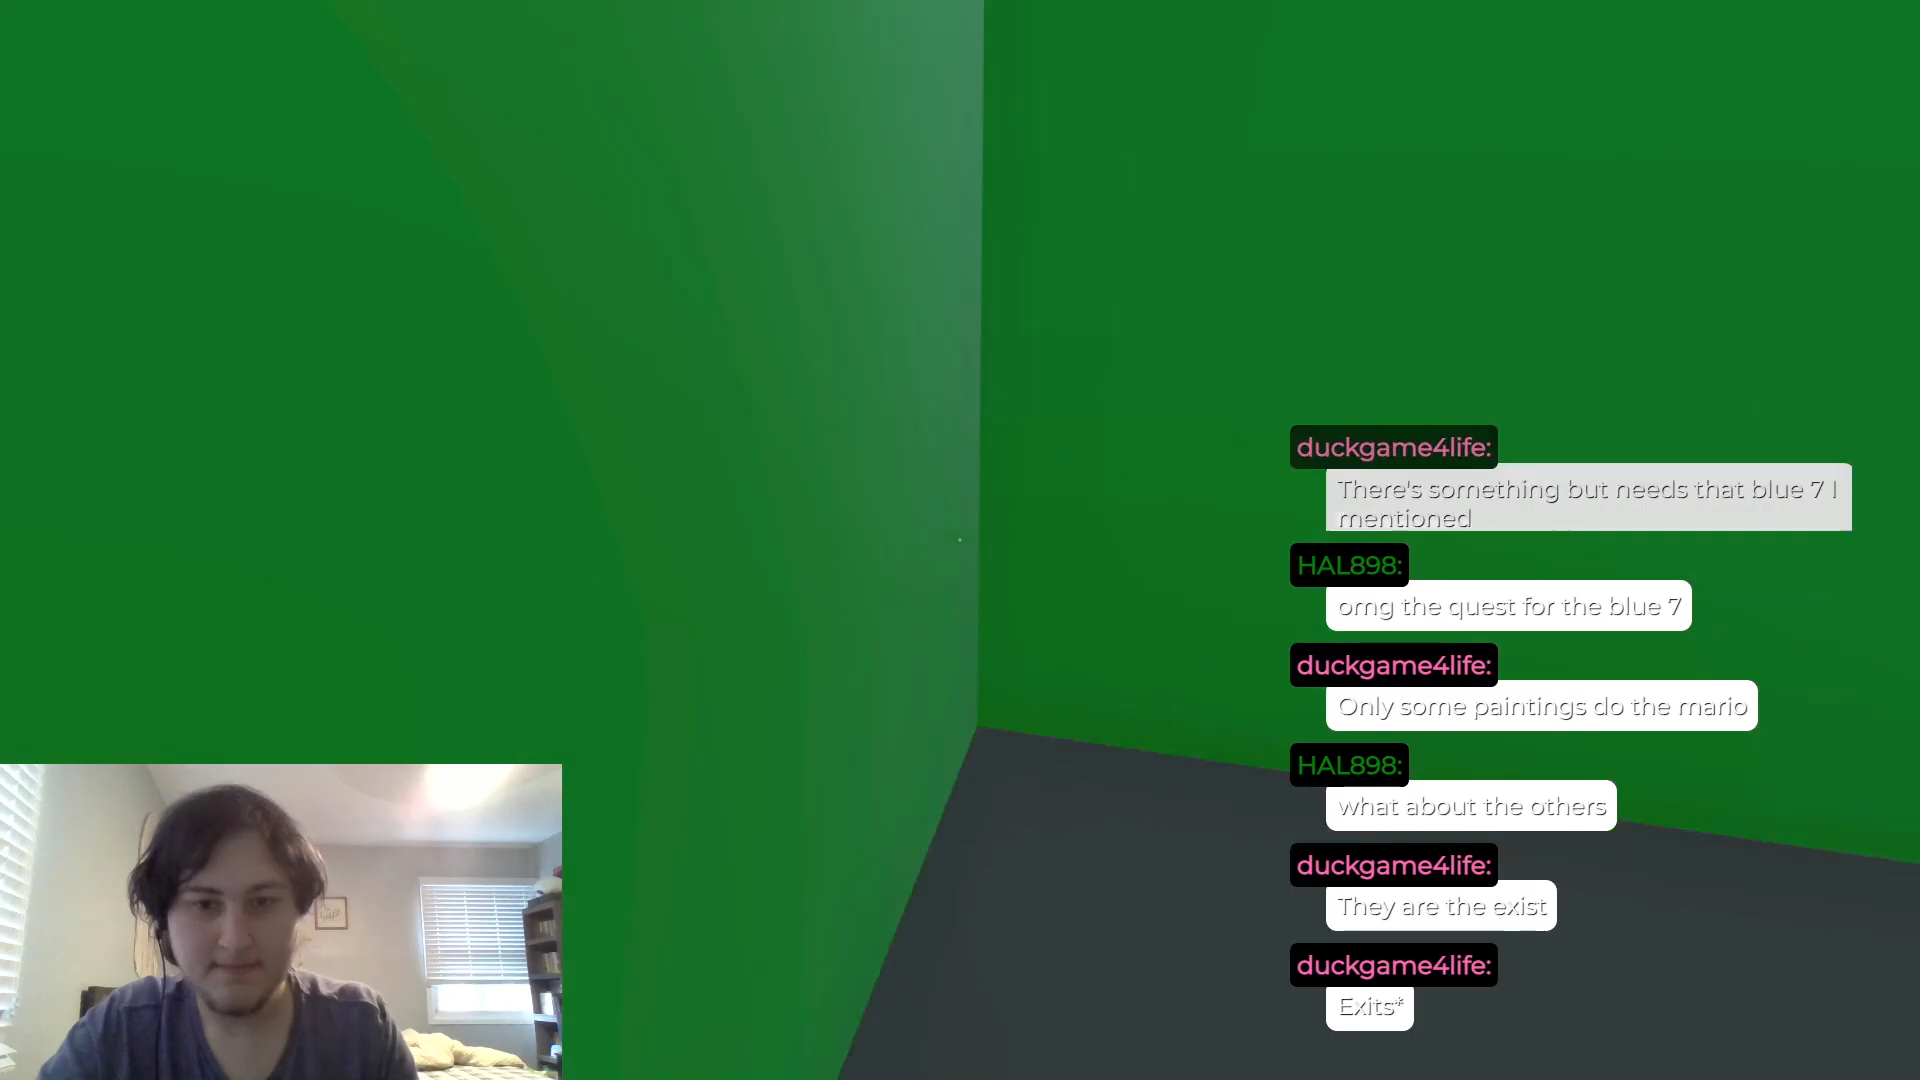 duckgame4life:
There's something but needs that blue 7 I
mentioned
HAL898:
omg the quest for the blue 7
duckgame4life:
Only some paintings do the mario
HAL898:
what about the others
duckgame4life:
They are the exist
duckgame4life:
Exits*